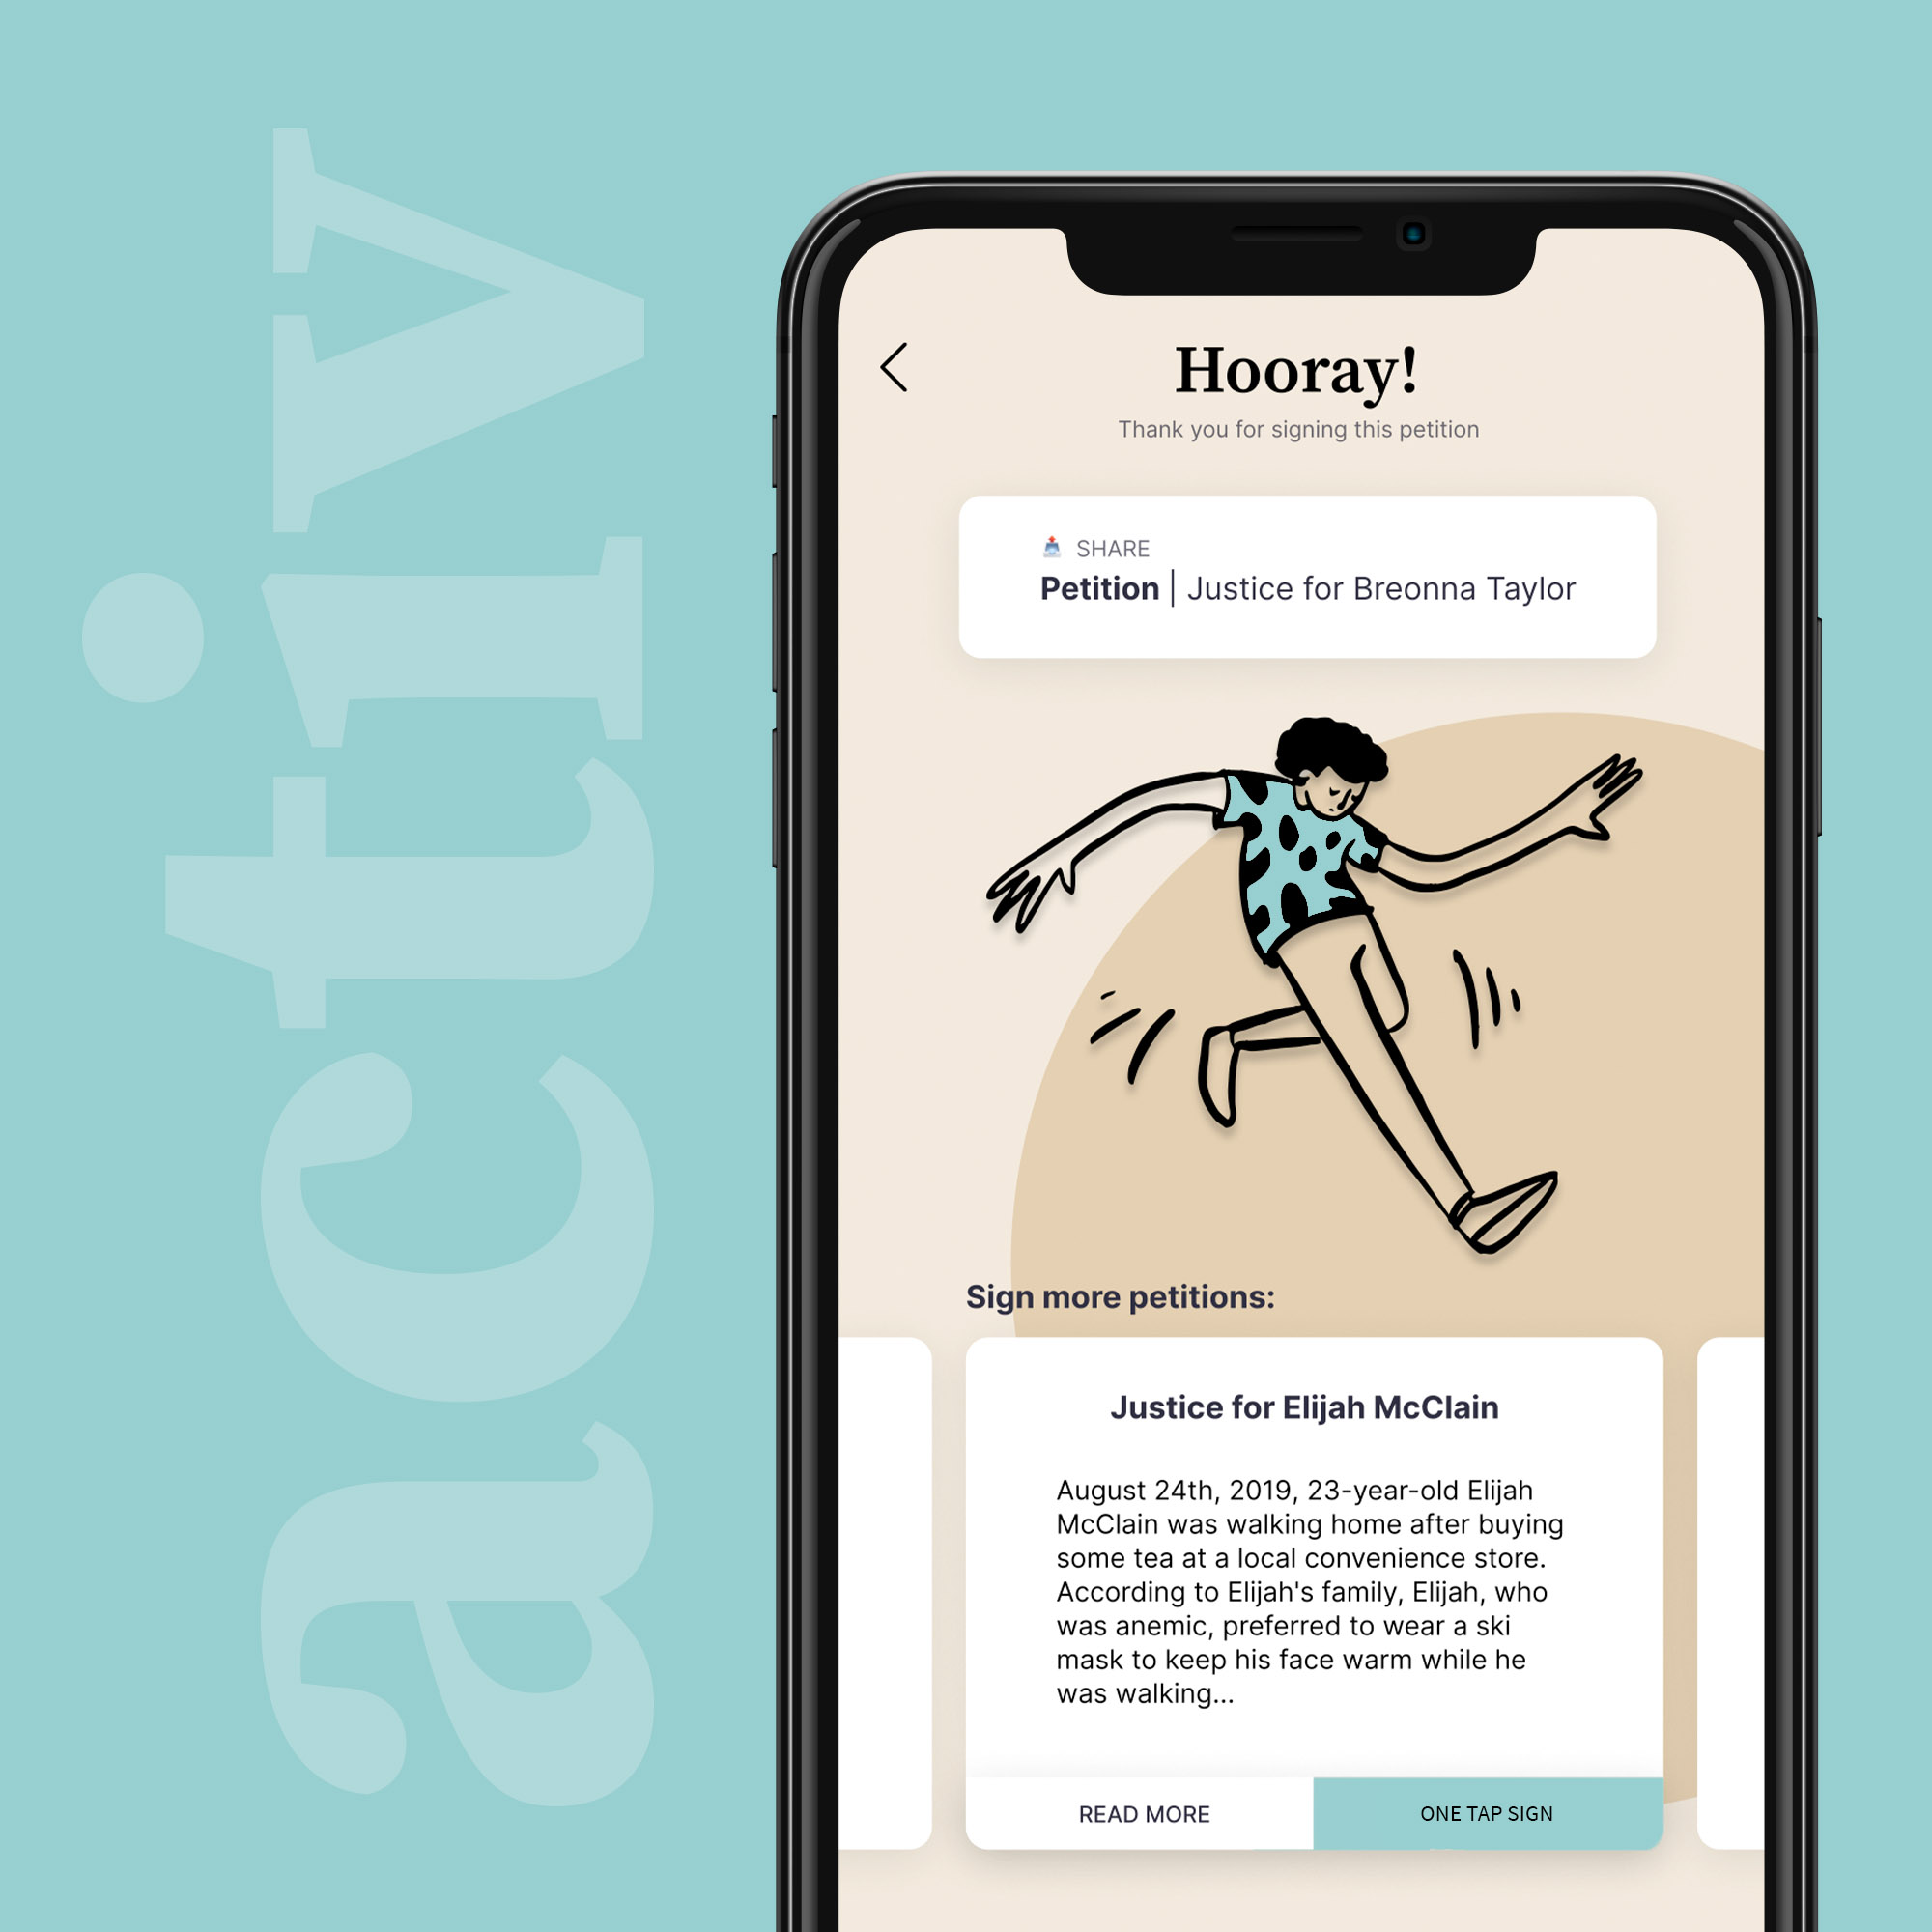 activ
Hooray!
Thank you for signing this petition
SHARE
Petition | Justice for Breonna Taylor
Sign more petitions:
Justice for Elijah McClain
August 24th, 2019, 23-year-old Elijah
McClain was walking home after buying
some tea at a local convenience store.
According to Elijah's family, Elijah, who
was anemic, preferred to wear a ski
mask to keep his face warm while he
was walking...
READ MORE
ONE TAP SIGN